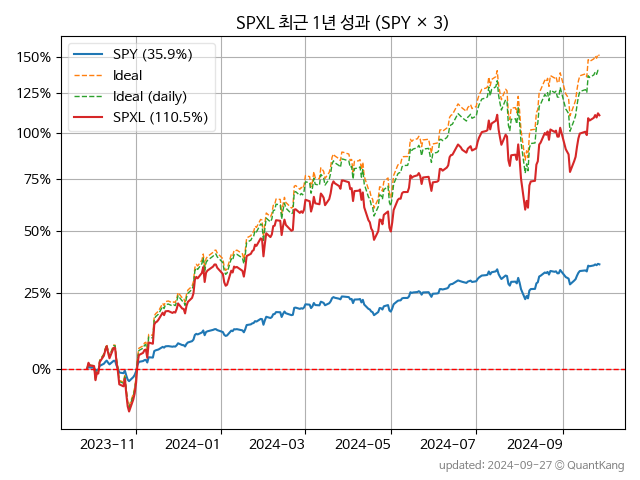 SPXL 최근 1년 성과 (SPY × 3)
SPY (35.9%)
Ideal
Ideal (daily)
SPXL (110.5%)
150%
125%
100%
75%
50%
25%
0%
2023-11
2024-01
2024-03
2024-05
2024-07
2024-09
updated: 2024-09-27 © QuantKang